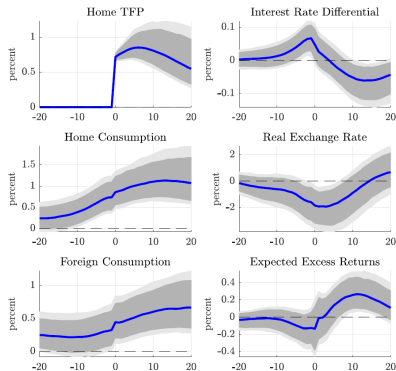 Home TFP
percent
1
0.5
0
-20 -10 0 10 20
Interest Rate Differential
percent
0.1
0
-0.1
-20 -10 0 10 20
Home Consumption
percent
1.5
1
0.5
0
-20 -10 0 10 20
Real Exchange Rate
percent
2
0
-2
-20 -10 0 10 20
Foreign Consumption
percent
1
0.5
0
-20 -10 0 10 20
Expected Excess Returns
percent
0.4
0.2
0
-0.2
-0.4
-20 -10 0 10 20